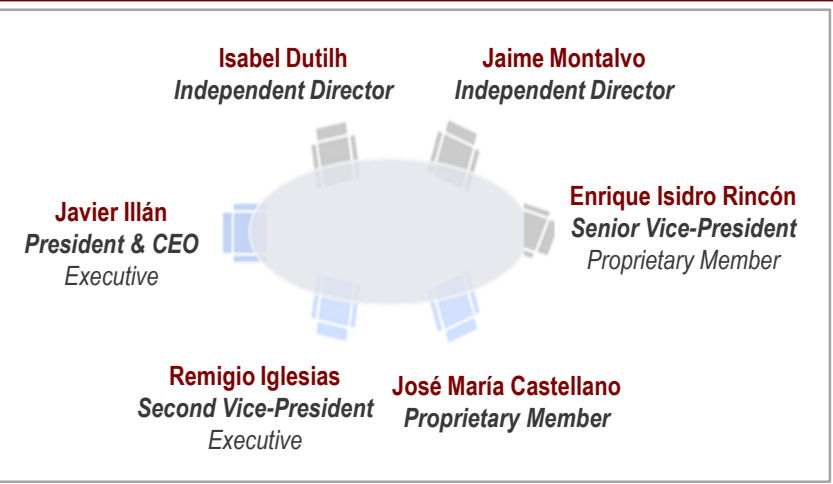 Isabel Dutilh
Independent Director
Jaime Montalvo
Independent Director
Javier Illán
President & CEO
Executive
Enrique Isidro Rincón
Senior Vice-President
Proprietary Member
Remigio Iglesias
Second Vice-President
Executive
José María Castellano
Proprietary Member